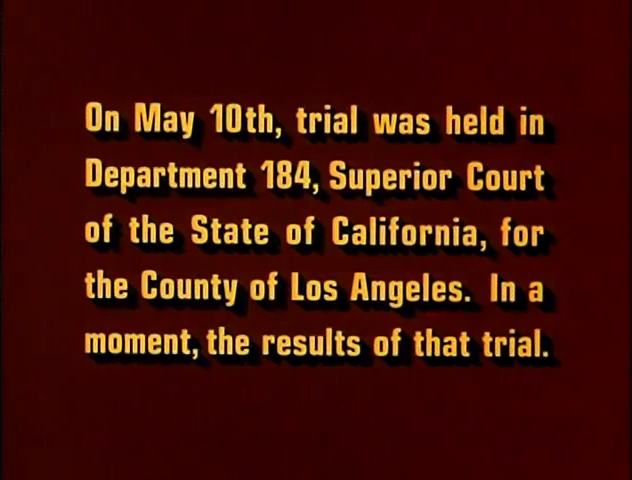 On May 10th, trial was held in
Department 184, Superior Court
of the State of California, for
the County of Los Angeles. In a
moment, the results of that trial.